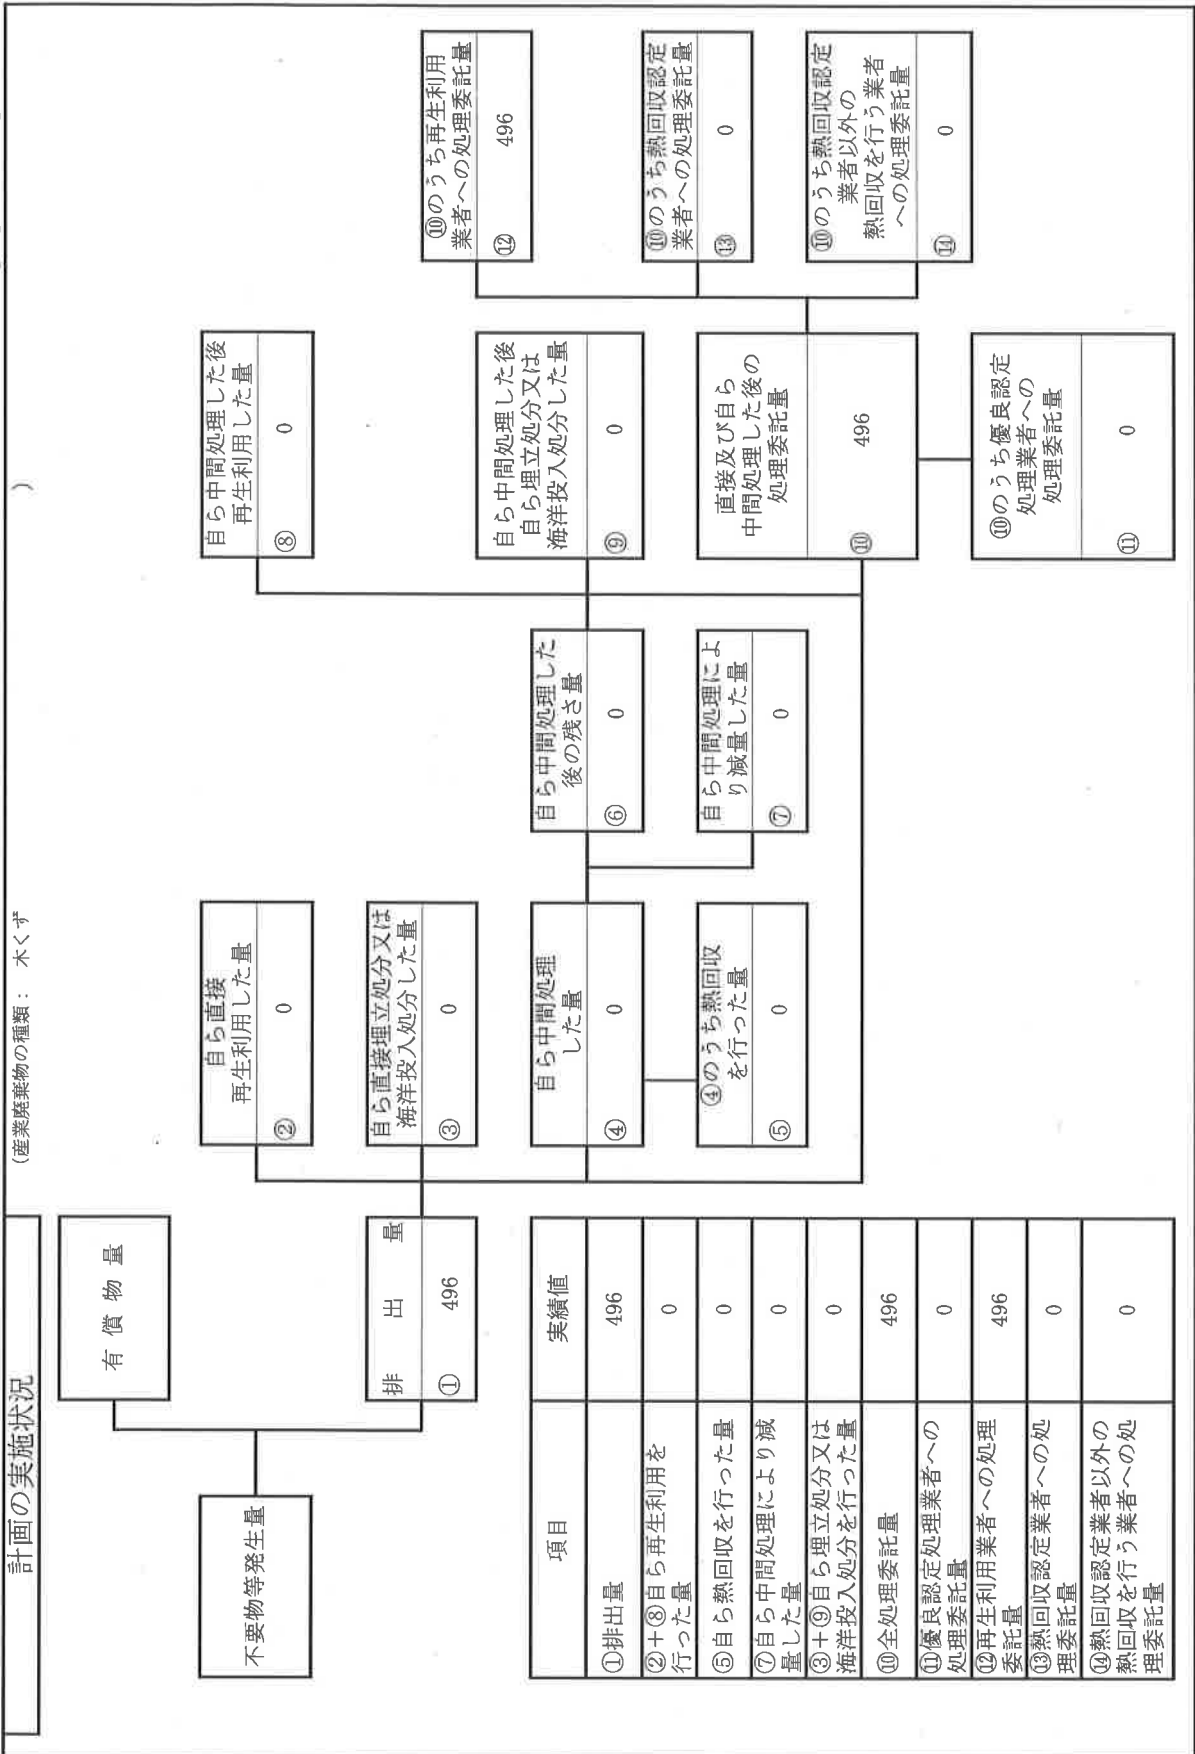 計画の実施状況
(産業廃棄物の種類： 木くず )
不要物等発生量
有償物量
排出量
① 496
自ら直接
再生利用した量
② 0
自ら直接埋立処分又は
海洋投入処分した量
③ 0
自ら中間処理
した量
④ 0
④のうち熱回収
を行った量
⑤ 0
自ら中間処理した
後の残さ量
⑥ 0
自ら中間処理によ
り減量した量
⑦ 0
自ら中間処理した後
再生利用した量
⑧ 0
自ら中間処理した後
自ら埋立処分又は
海洋投入処分した量
⑨ 0
直接及び自ら
中間処理した後の
処理委託量
⑩ 496
⑩のうち優良認定
処理業者への
処理委託量
⑪ 0
⑩のうち再生利用
業者への処理委託量
⑫ 496
⑩のうち熱回収認定
業者への処理委託量
⑬ 0
⑩のうち熱回収認定
業者以外の
熱回収を行う業者
への処理委託量
⑭ 0
項目 実績値
①排出量 496
②+⑧自ら再生利用を
行った量 0
⑤自ら熱回収を行った量 0
⑦自ら中間処理により減
量した量 0
③+⑨自ら埋立処分又は
海洋投入処分を行った量 0
⑩全処理委託量 496
⑪優良認定処理業者への
処理委託量 0
⑫再生利用業者への処理
委託量 496
⑬熱回収認定業者への処
理委託量 0
⑭熱回収認定業者以外の
熱回収を行う業者への処
理委託量 0